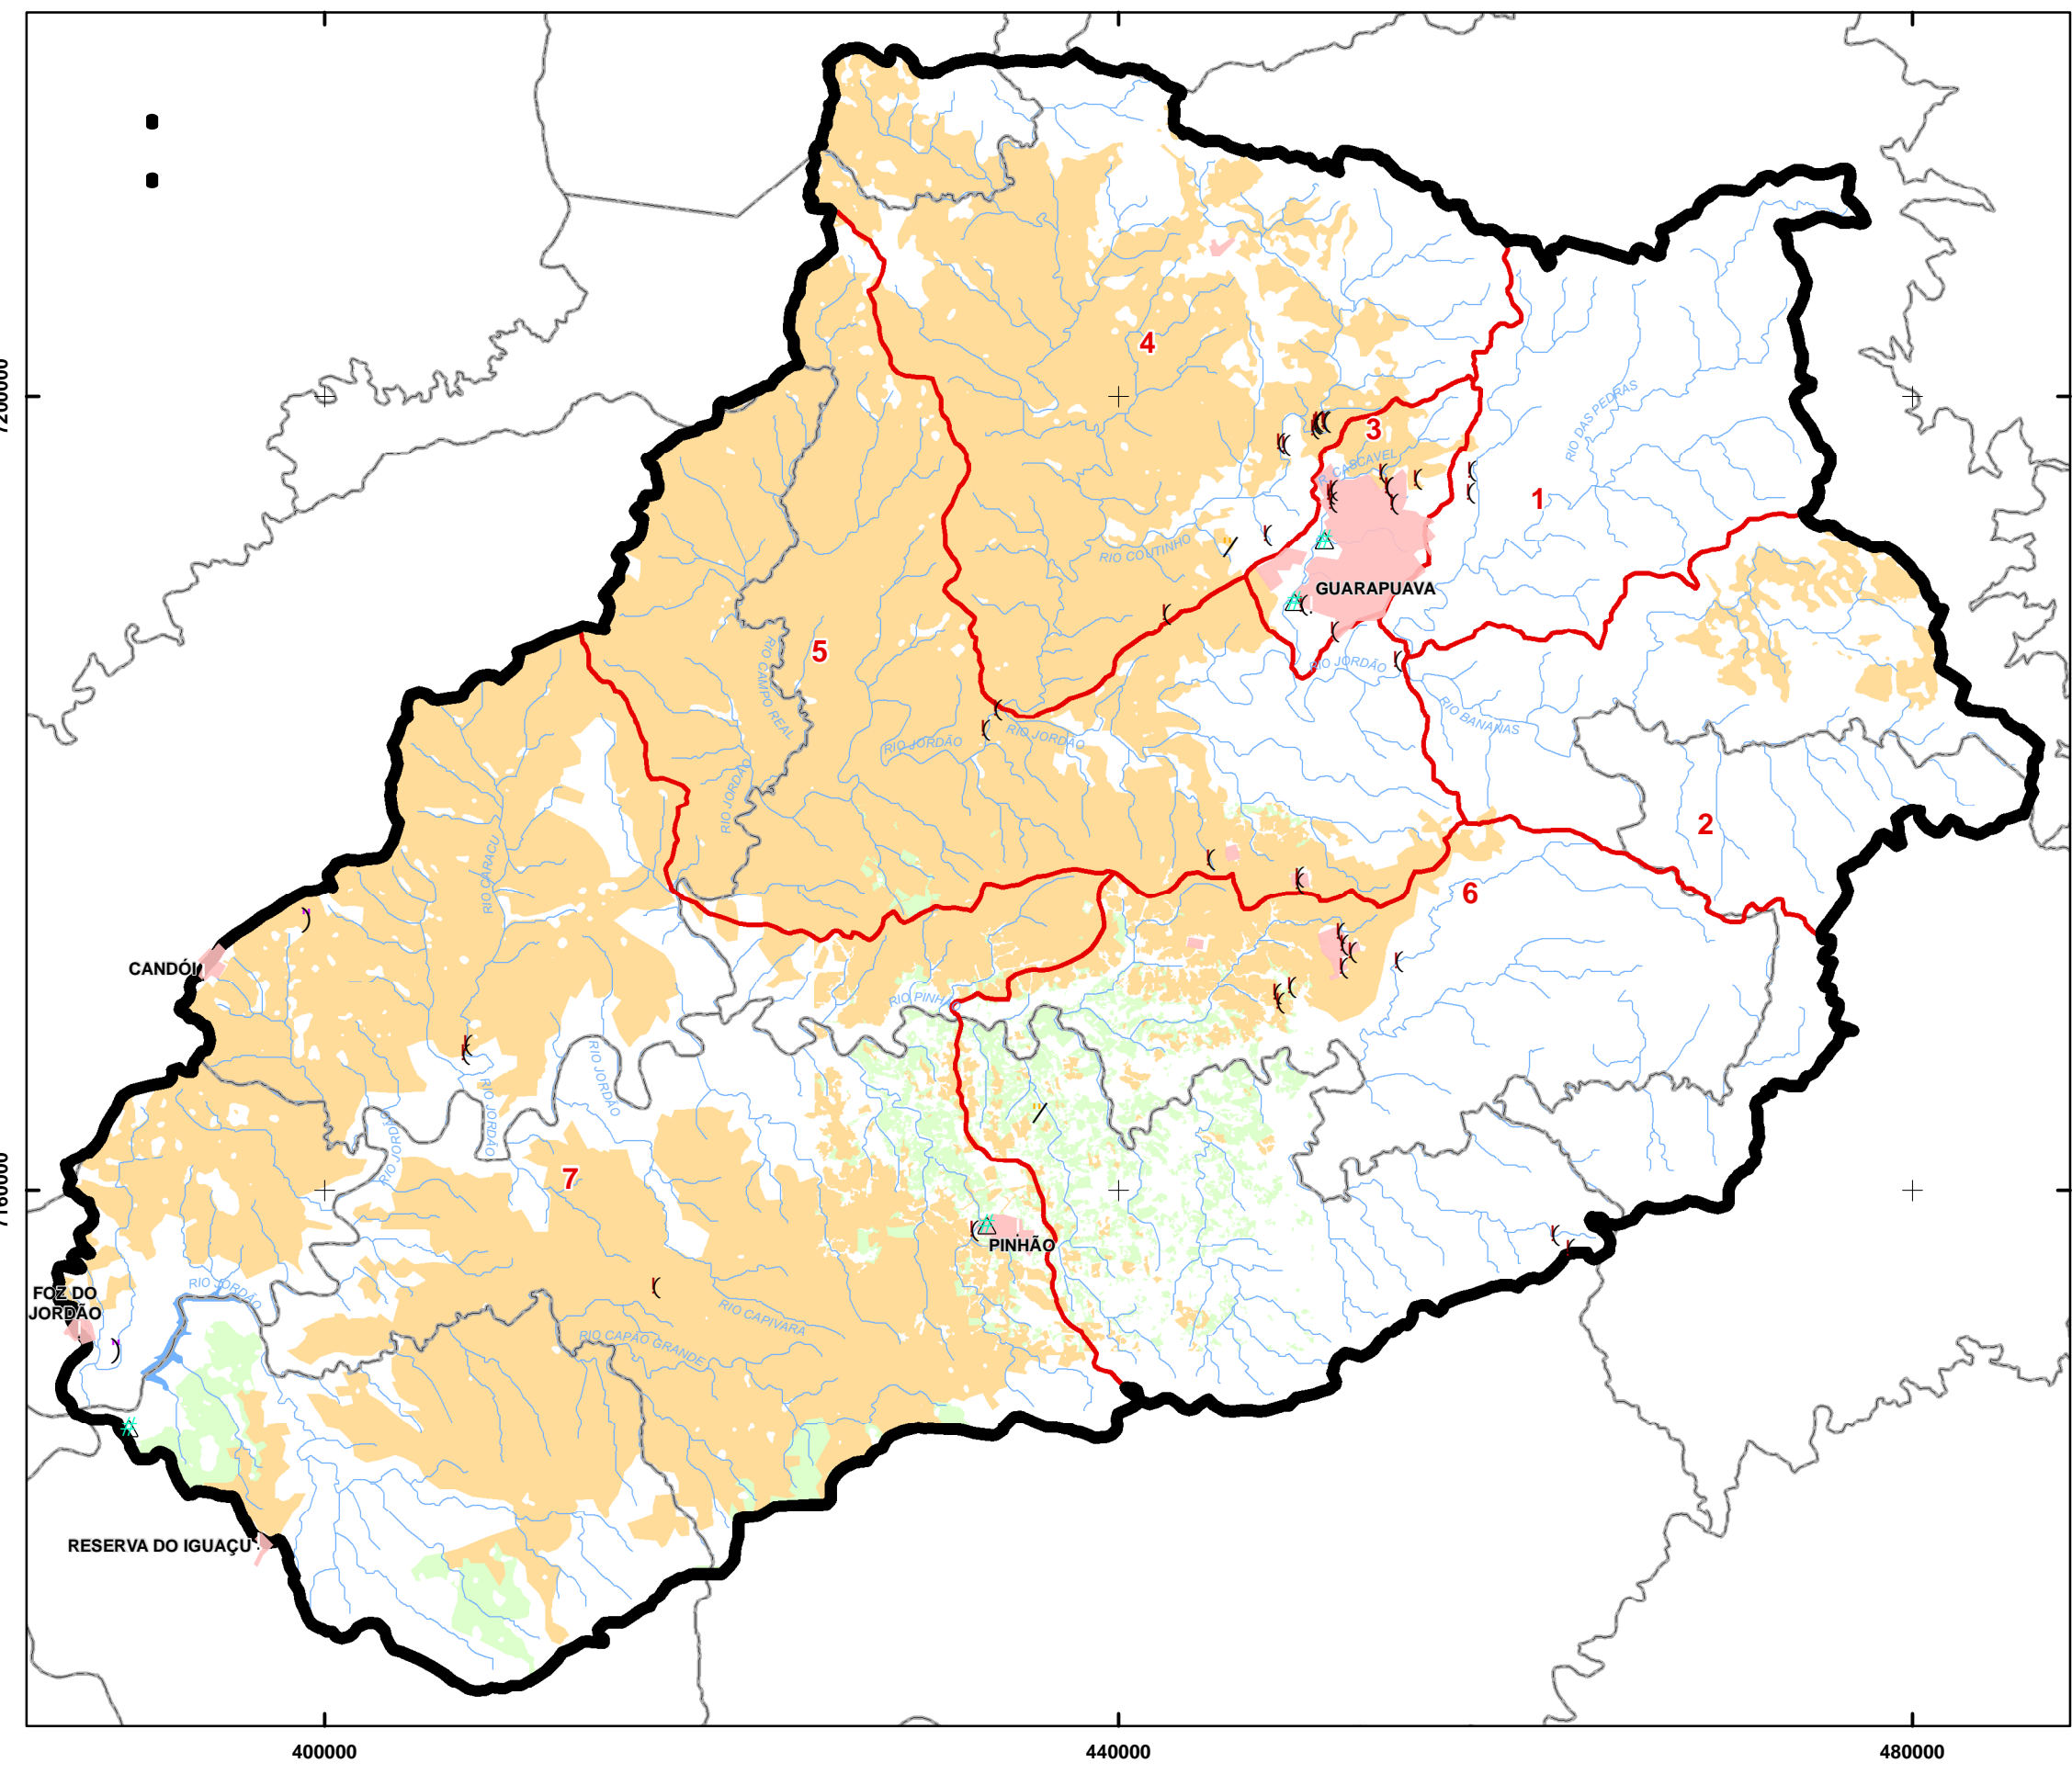 4
7200000
3
RIO DAS PEDRAS
R. CASCAVEL
1
RIO COUTINHO
GUARAPUAVA
5
RIO CAMPO REAL
RIO JORDÃO
RIO BANANAS
RIO JORDÃO
RIO JORDÃO
RIO JORDÃO
2
RIO CARACU
6
CANDÓI
RIO PINHÃO
RIO JORDÃO
RIO JORDÃO
RIO JORDÃO
7
7160000
PINHÃO
FOZ DO
JORDÃO
RIO JORDÃO
RIO CAPIVARA
RIO CAPÃO GRANDE
RESERVA DO IGUAÇU
400000
440000
480000